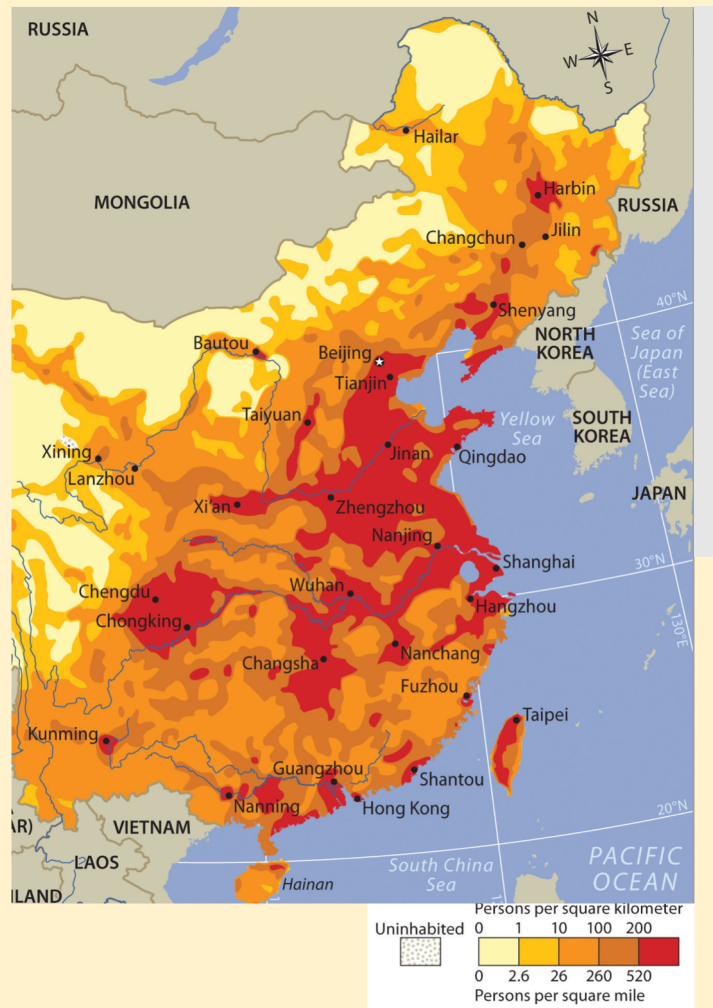 RUSSIA
N
W
E
S
Hailar
MONGOLIA
Harbin
RUSSIA
Changchun
Jilin
Shenyang
40°N
Bautou
Beijing
NORTH
KOREA
Sea of
Japan
(East
Sea)
Tianjin
Taiyuan
Yellow
Sea
SOUTH
KOREA
Xining
Lanzhou
Jinan
Qingdao
JAPAN
Xi'an
Zhengzhou
Nanjing
Shanghai
30°N
Chengdu
Wuhan
Hangzhou
130°E
Chongking
Changsha
Nanchang
Fuzhou
Taipei
Kunming
Guangzhou
Shantou
Nanning
Hong Kong
20°N
AR)
VIETNAM
LAOS
South China
Sea
PACIFIC
OCEAN
Hainan
ILAND
Persons per square kilometer
Uninhabited
0 1 10 100 200
0 2.6 26 260 520
Persons per square mile